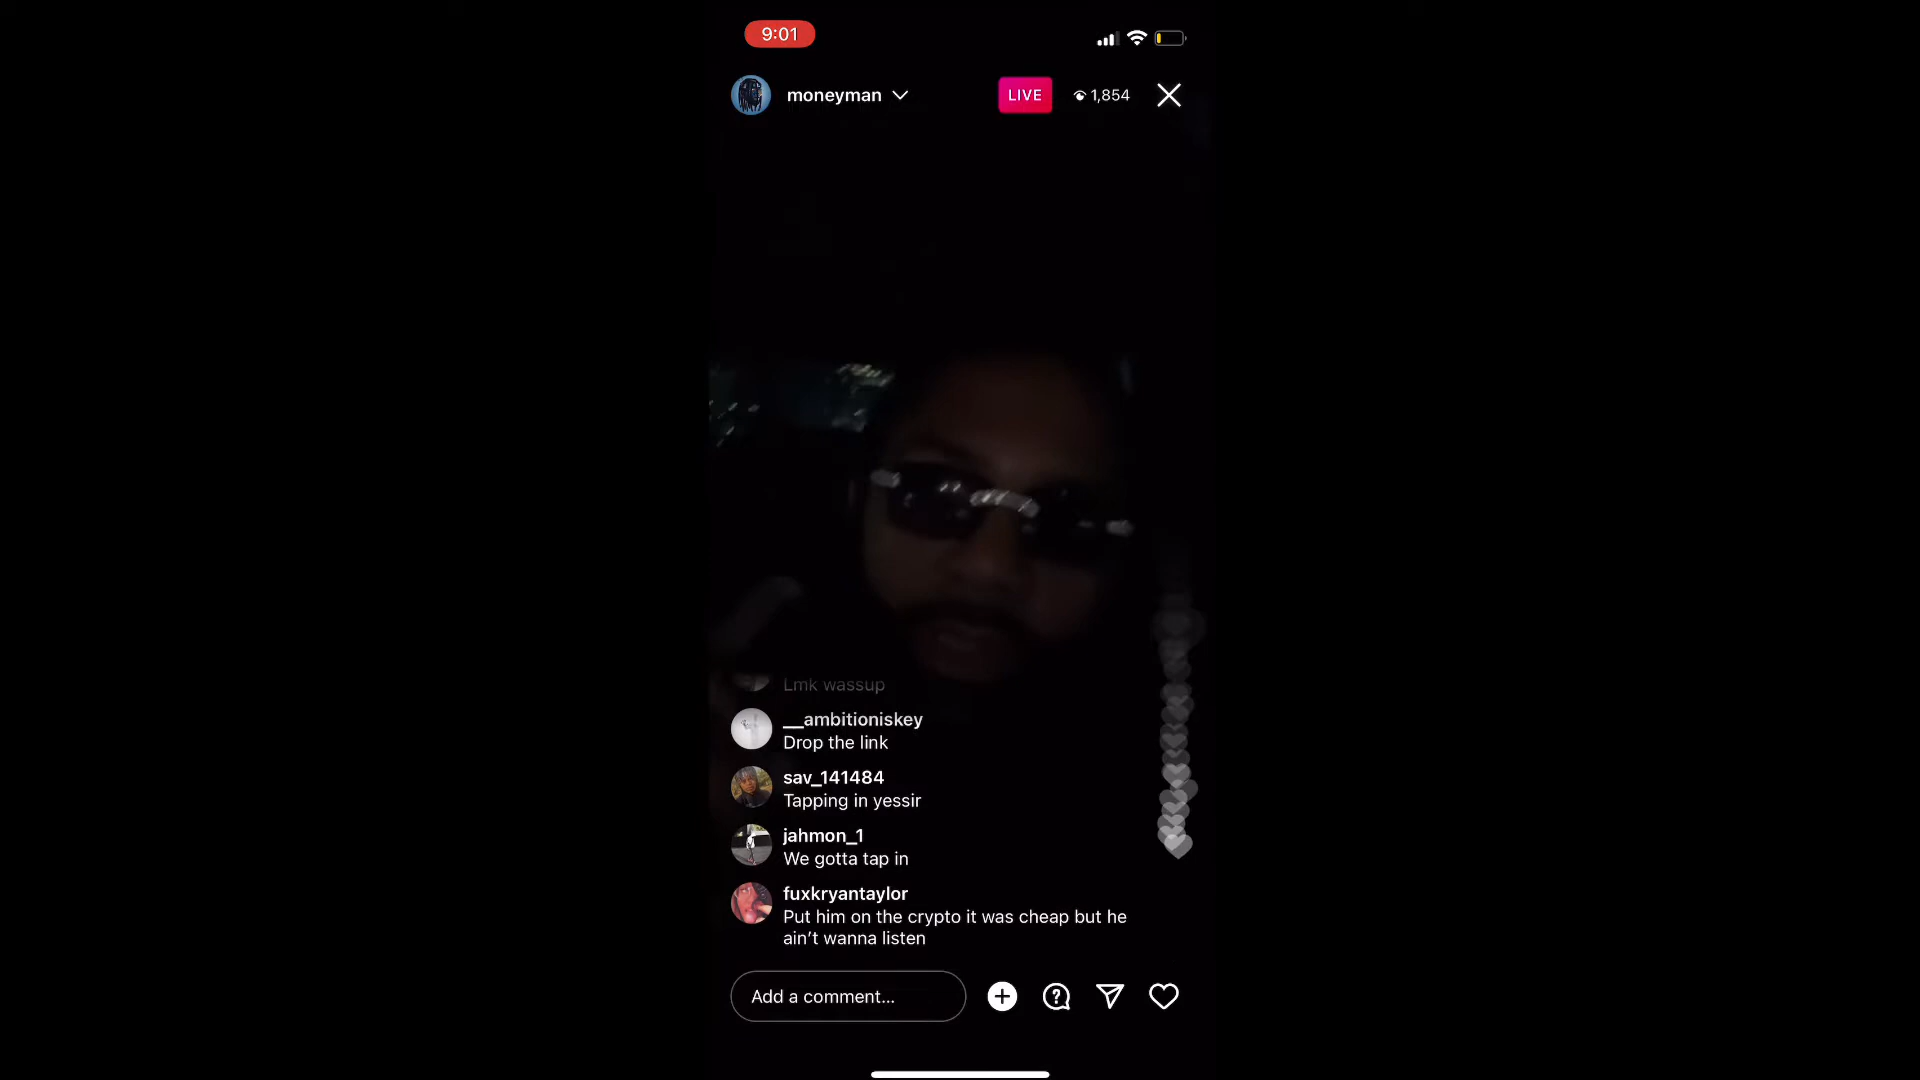 9:01
moneyman
LIVE
1,854
Lmk wassup
__ambitioniskey
Drop the link
sav_141484
Tapping in yessir
jahmon_1
We gotta tap in
fuxkryantaylor
Put him on the crypto it was cheap but he
ain’t wanna listen
Add a comment...